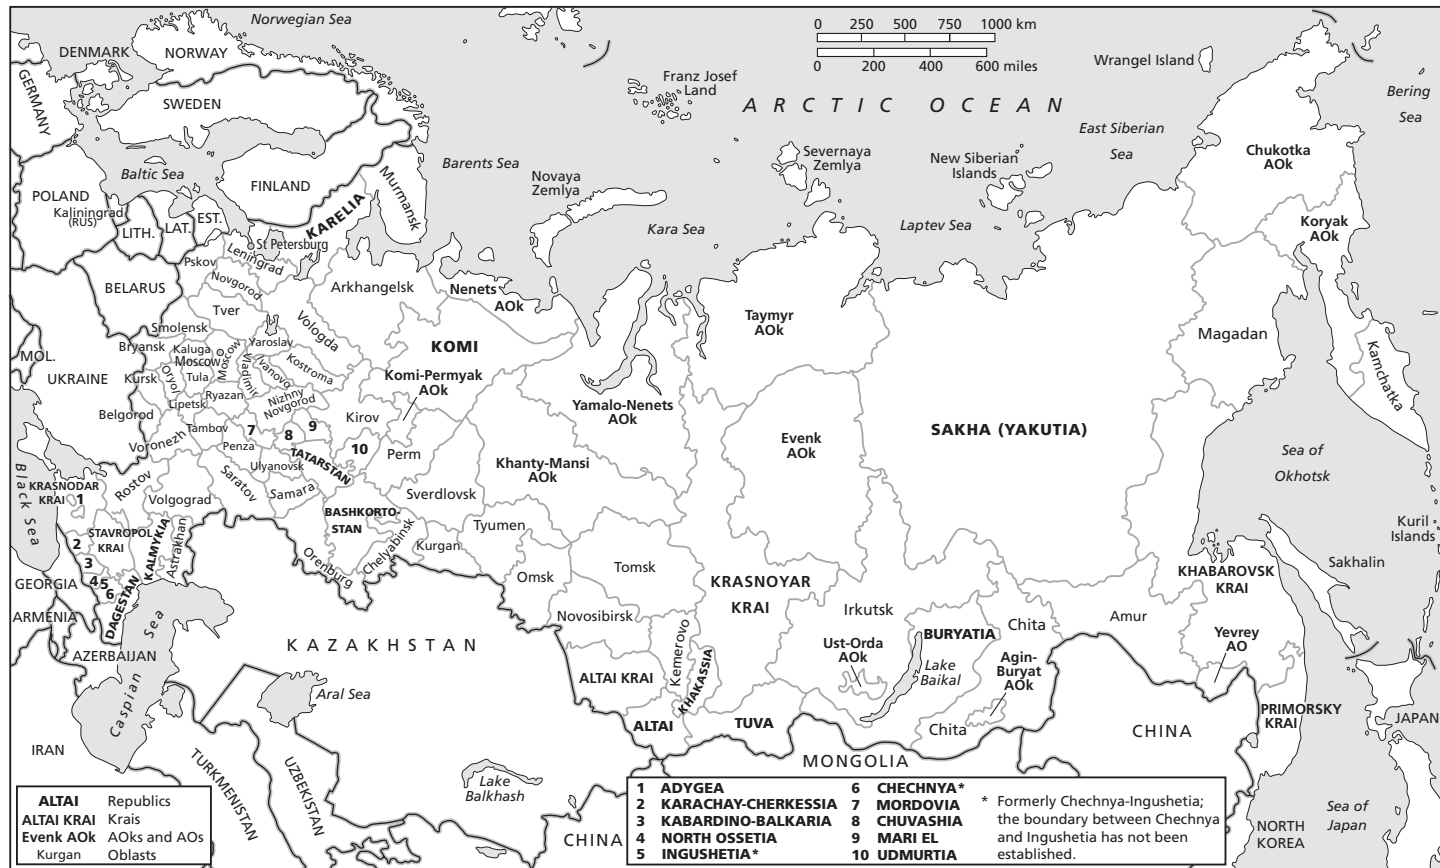 Norwegian Sea
0 250 500 750 1000 km
0 200 400 600 miles
DENMARK
NORWAY
Wrangel Island
Franz Josef
Land
GERMANY
SWEDEN
ARCTIC OCEAN
Bering
Sea
East Siberian
Sea
Severnaya
Zemlya
New Siberian
Islands
Chukotka
AOk
Barents Sea
Baltic Sea
Novaya
Zemlya
FINLAND
Murmansk
POLAND
Kaliningrad
(RUS)
LITH.
LAT.
EST.
KARELIA
Kara Sea
Laptev Sea
Koryak
AOk
St Petersburg
Leningrad
Pskov
Novgorod
Arkhangelsk
Nenets
AOk
BELARUS
Tver
Vologda
Taymyr
AOk
Smolensk
Magadan
Bryansk
Kaluga
Moscow
Moscow
Yaroslav
KOMI
Kamchatka
MOL.
UKRAINE
Kursk
Oryol
Tula
Vladimir
Ivanovo
Kostroma
Komi-Permyak
AOk
Ryazan
Lipetsk
Nizhny
Novgorod
Kirov
Yamalo-Nenets
AOk
Belgorod
Tambov
7
8
9
10
SAKHA (YAKUTIA)
Evenk
AOk
Voronezh
Penza
TATARSTAN
Perm
Sea of
Okhotsk
Ulyanovsk
Khanty-Mansi
AOk
Black Sea
KRASNODAR
KRAI
1
Rostov
Volgograd
Saratov
Samara
Sverdlovsk
BASHKORTO-
STAN
Tyumen
Kuril
Islands
STAVROPOL
KRAI
KALMYKIA
Astrakhan
Chelyabinsk
Kurgan
2
3
4
5
6
Orenburg
Sakhalin
GEORGIA
Omsk
Tomsk
KRASNOYAR
KRAI
KHABAROVSK
KRAI
ARMENIA
DAGESTAN
Novosibirsk
Irkutsk
Chita
Amur
Kemerovo
Ust-Orda
AOk
BURYATIA
Yevrey
AO
KAZAKHSTAN
AZERBAIJAN
Caspian Sea
ALTAI KRAI
KHAKASSIA
Lake
Baikal
Agin-
Buryat
AOk
Aral Sea
ALTAI
TUVA
Chita
PRIMORSKY
KRAI
JAPAN
CHINA
IRAN
MONGOLIA
TURKMENISTAN
UZBEKISTAN
Lake
Balkhash
CHINA
NORTH
KOREA
Sea of
Japan
ALTAI Republics
ALTAI KRAI Krais
Evenk AOk AOks and AOs
Kurgan Oblasts
1 ADYGEA
2 KARACHAY-CHERKESSIA
3 KABARDINO-BALKARIA
4 NORTH OSSETIA
5 INGUSHETIA*
6 CHECHNYA*
7 MORDOVIA
8 CHUVASHIA
9 MARI EL
10 UDMURTIA
* Formerly Chechnya-Ingushetia;
the boundary between Chechnya
and Ingushetia has not been
established.